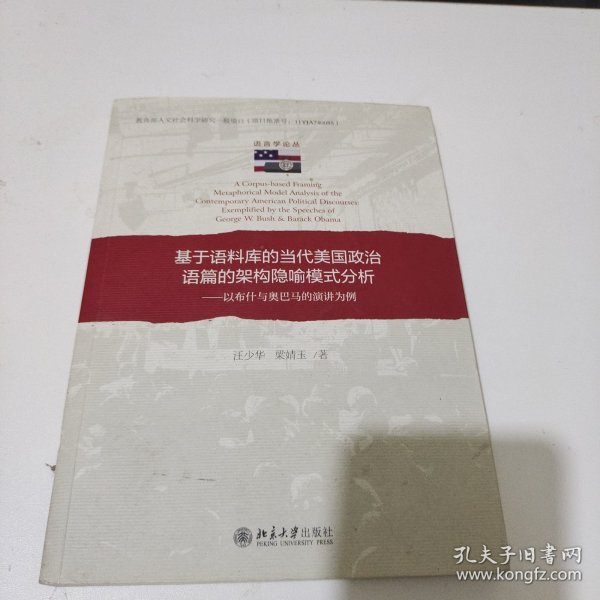 教育部人文社会科学研究一般项目（项目批准号：11YJA740085）
语言学论丛
A Corpus-based Framing
Metaphorical Model Analysis of the
Contemporary American Political Discourses:
Exemplified by the Speeches of
George W. Bush & Barack Obama
基于语料库的当代美国政治
语篇的架构隐喻模式分析
——以布什与奥巴马的演讲为例
汪少华 梁婧玉 /著
北京大学出版社
PEKING UNIVERSITY PRESS
孔夫子旧书网
www.kongfz.com